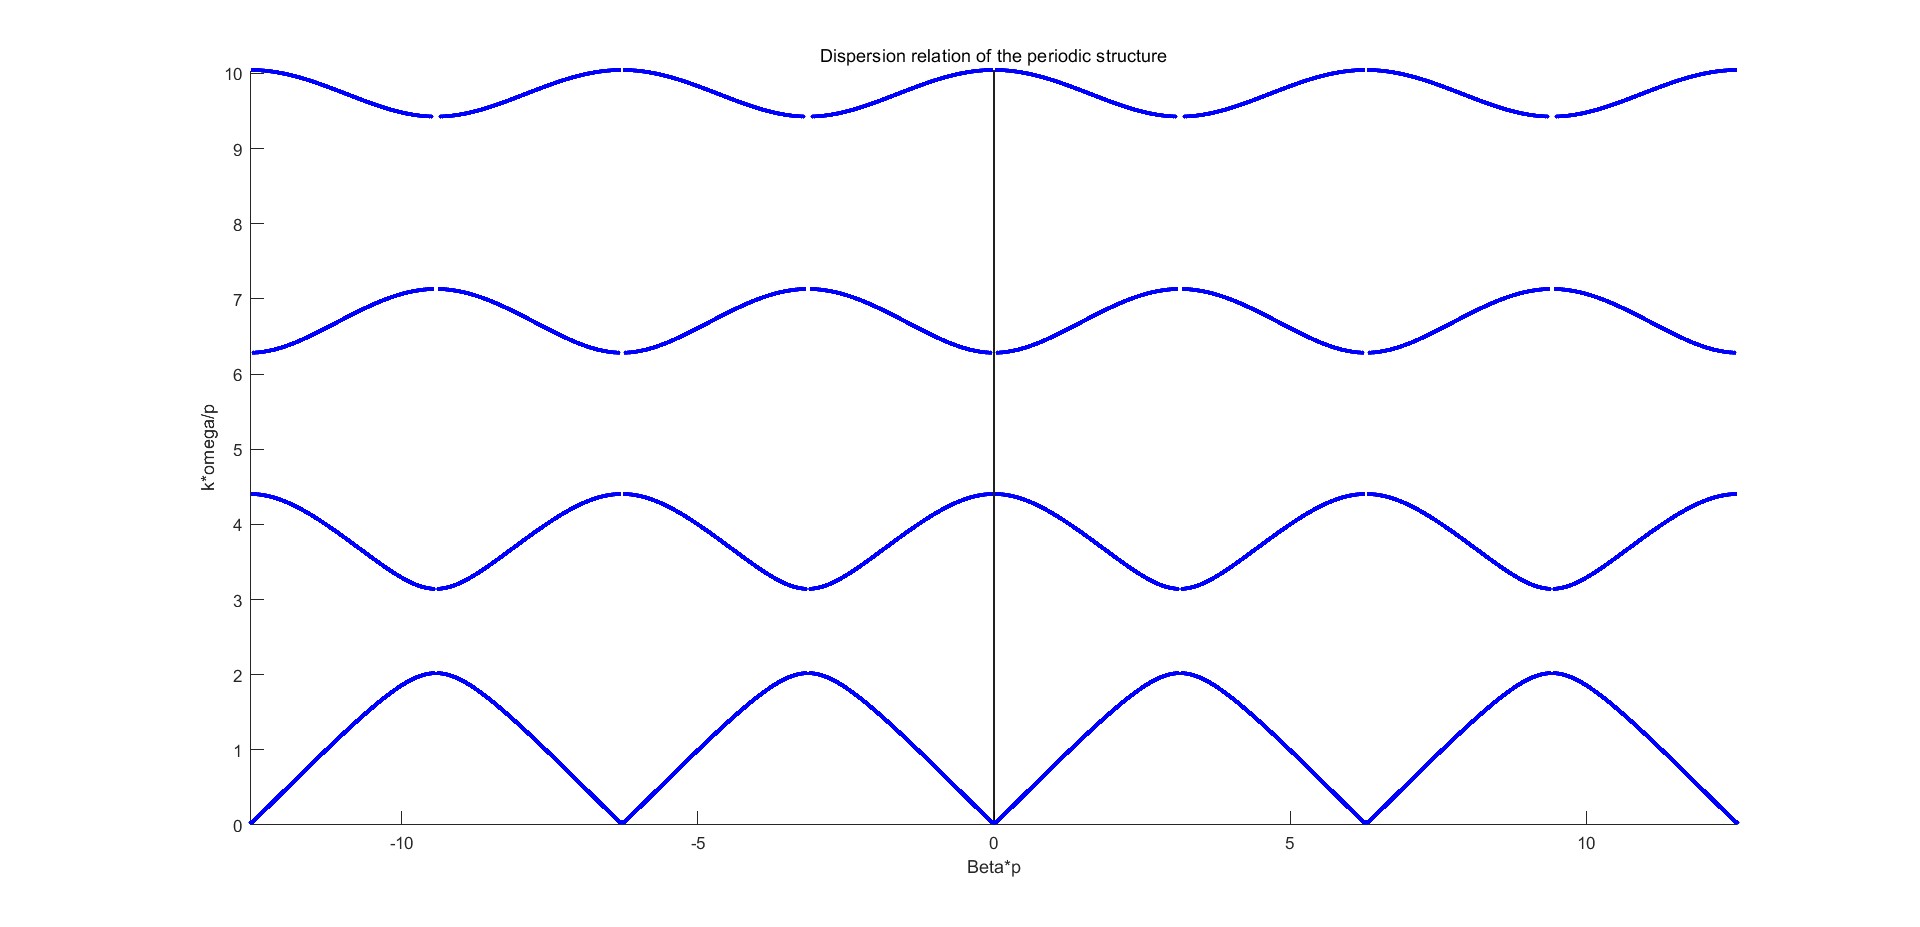 Dispersion relation of the periodic structure
10
9
8
7
6
5
4
3
2
1
0
k*omega/p
-10 -5 0 5 10
Beta*p